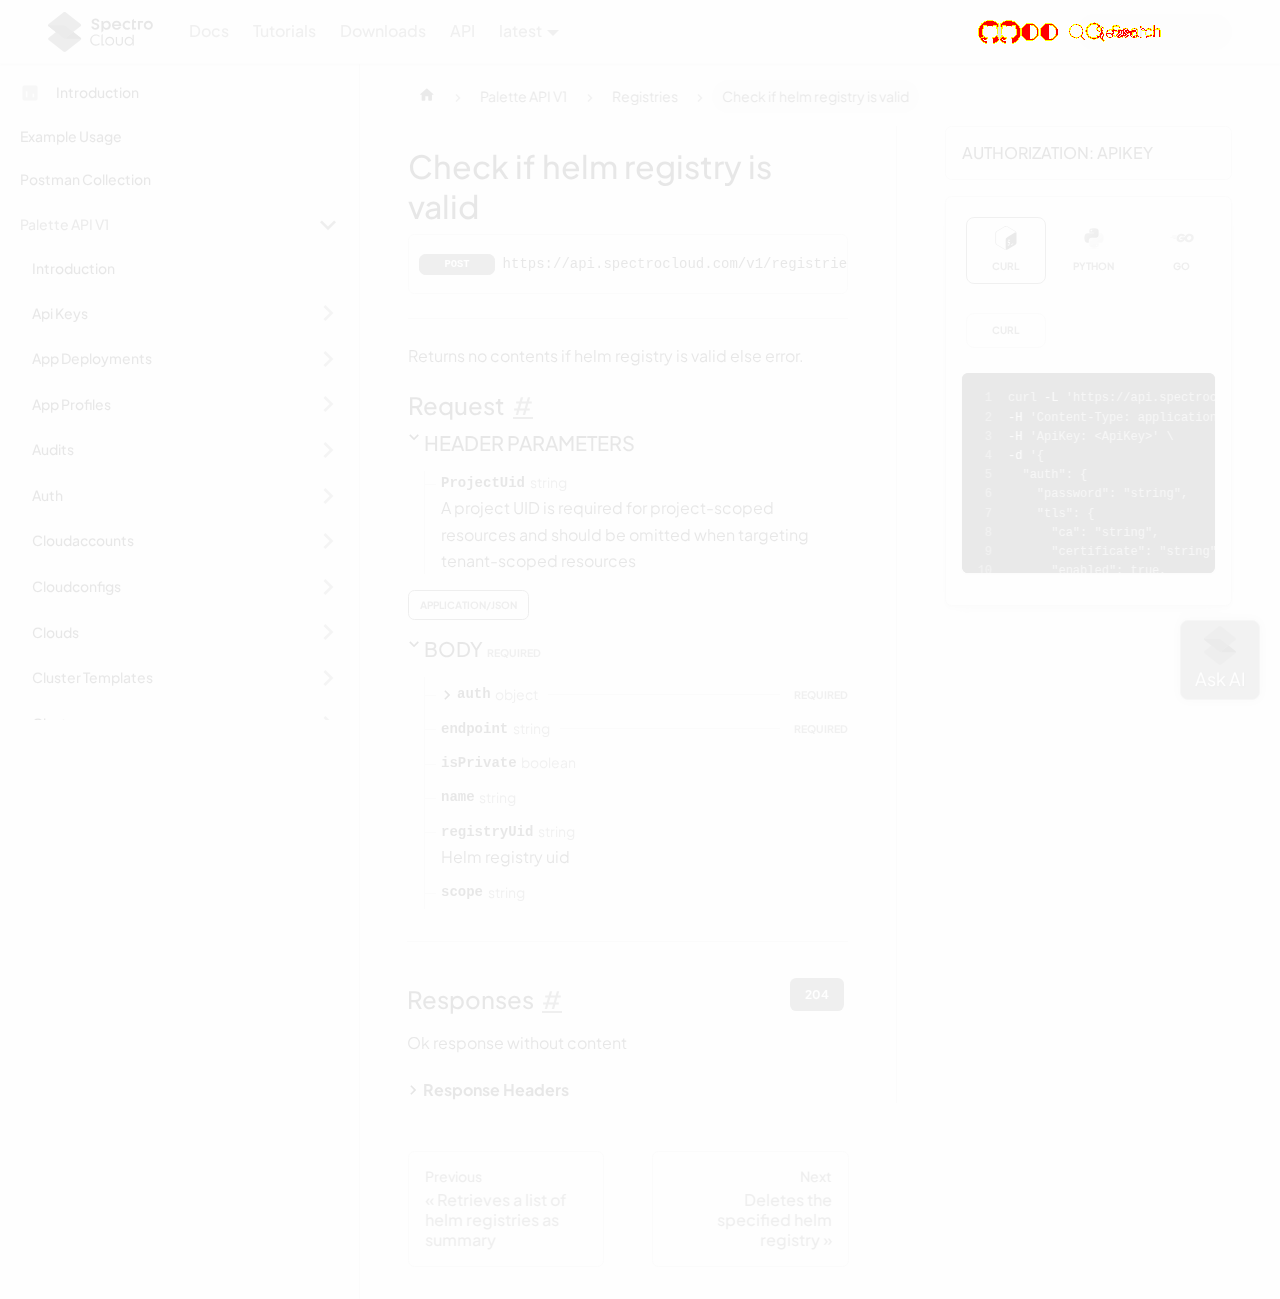 Spectro Cloud
Docs
Tutorials
Downloads
API
latest
Search
Introduction
Example Usage
Postman Collection
Palette API V1
Introduction
Api Keys
App Deployments
App Profiles
Audits
Auth
Cloudaccounts
Cloudconfigs
Clouds
Cluster Templates
Palette API V1
Registries
Check if helm registry is valid
Check if helm registry is
valid
POST
https://api.spectrocloud.com/v1/registrie
Returns no contents if helm registry is valid else error.
Request #
HEADER PARAMETERS
ProjectUid string
A project UID is required for project-scoped
resources and should be omitted when targeting
tenant-scoped resources
APPLICATION/JSON
BODY REQUIRED
auth object REQUIRED
endpoint string REQUIRED
isPrivate boolean
name string
registryUid string
Helm registry uid
scope string
Responses #
204
Ok response without content
Response Headers
Previous
« Retrieves a list of
helm registries as
summary
Next
Deletes the
specified helm
registry »
AUTHORIZATION: APIKEY
CURL
PYTHON
GO
CURL
1 curl -L 'https://api.spectroc
2 -H 'Content-Type: application
3 -H 'ApiKey: <ApiKey>' \
4 -d '{
5 "auth": {
6 "password": "string",
7 "tls": {
8 "ca": "string",
9 "certificate": "string"
10 "enabled": true
Ask AI